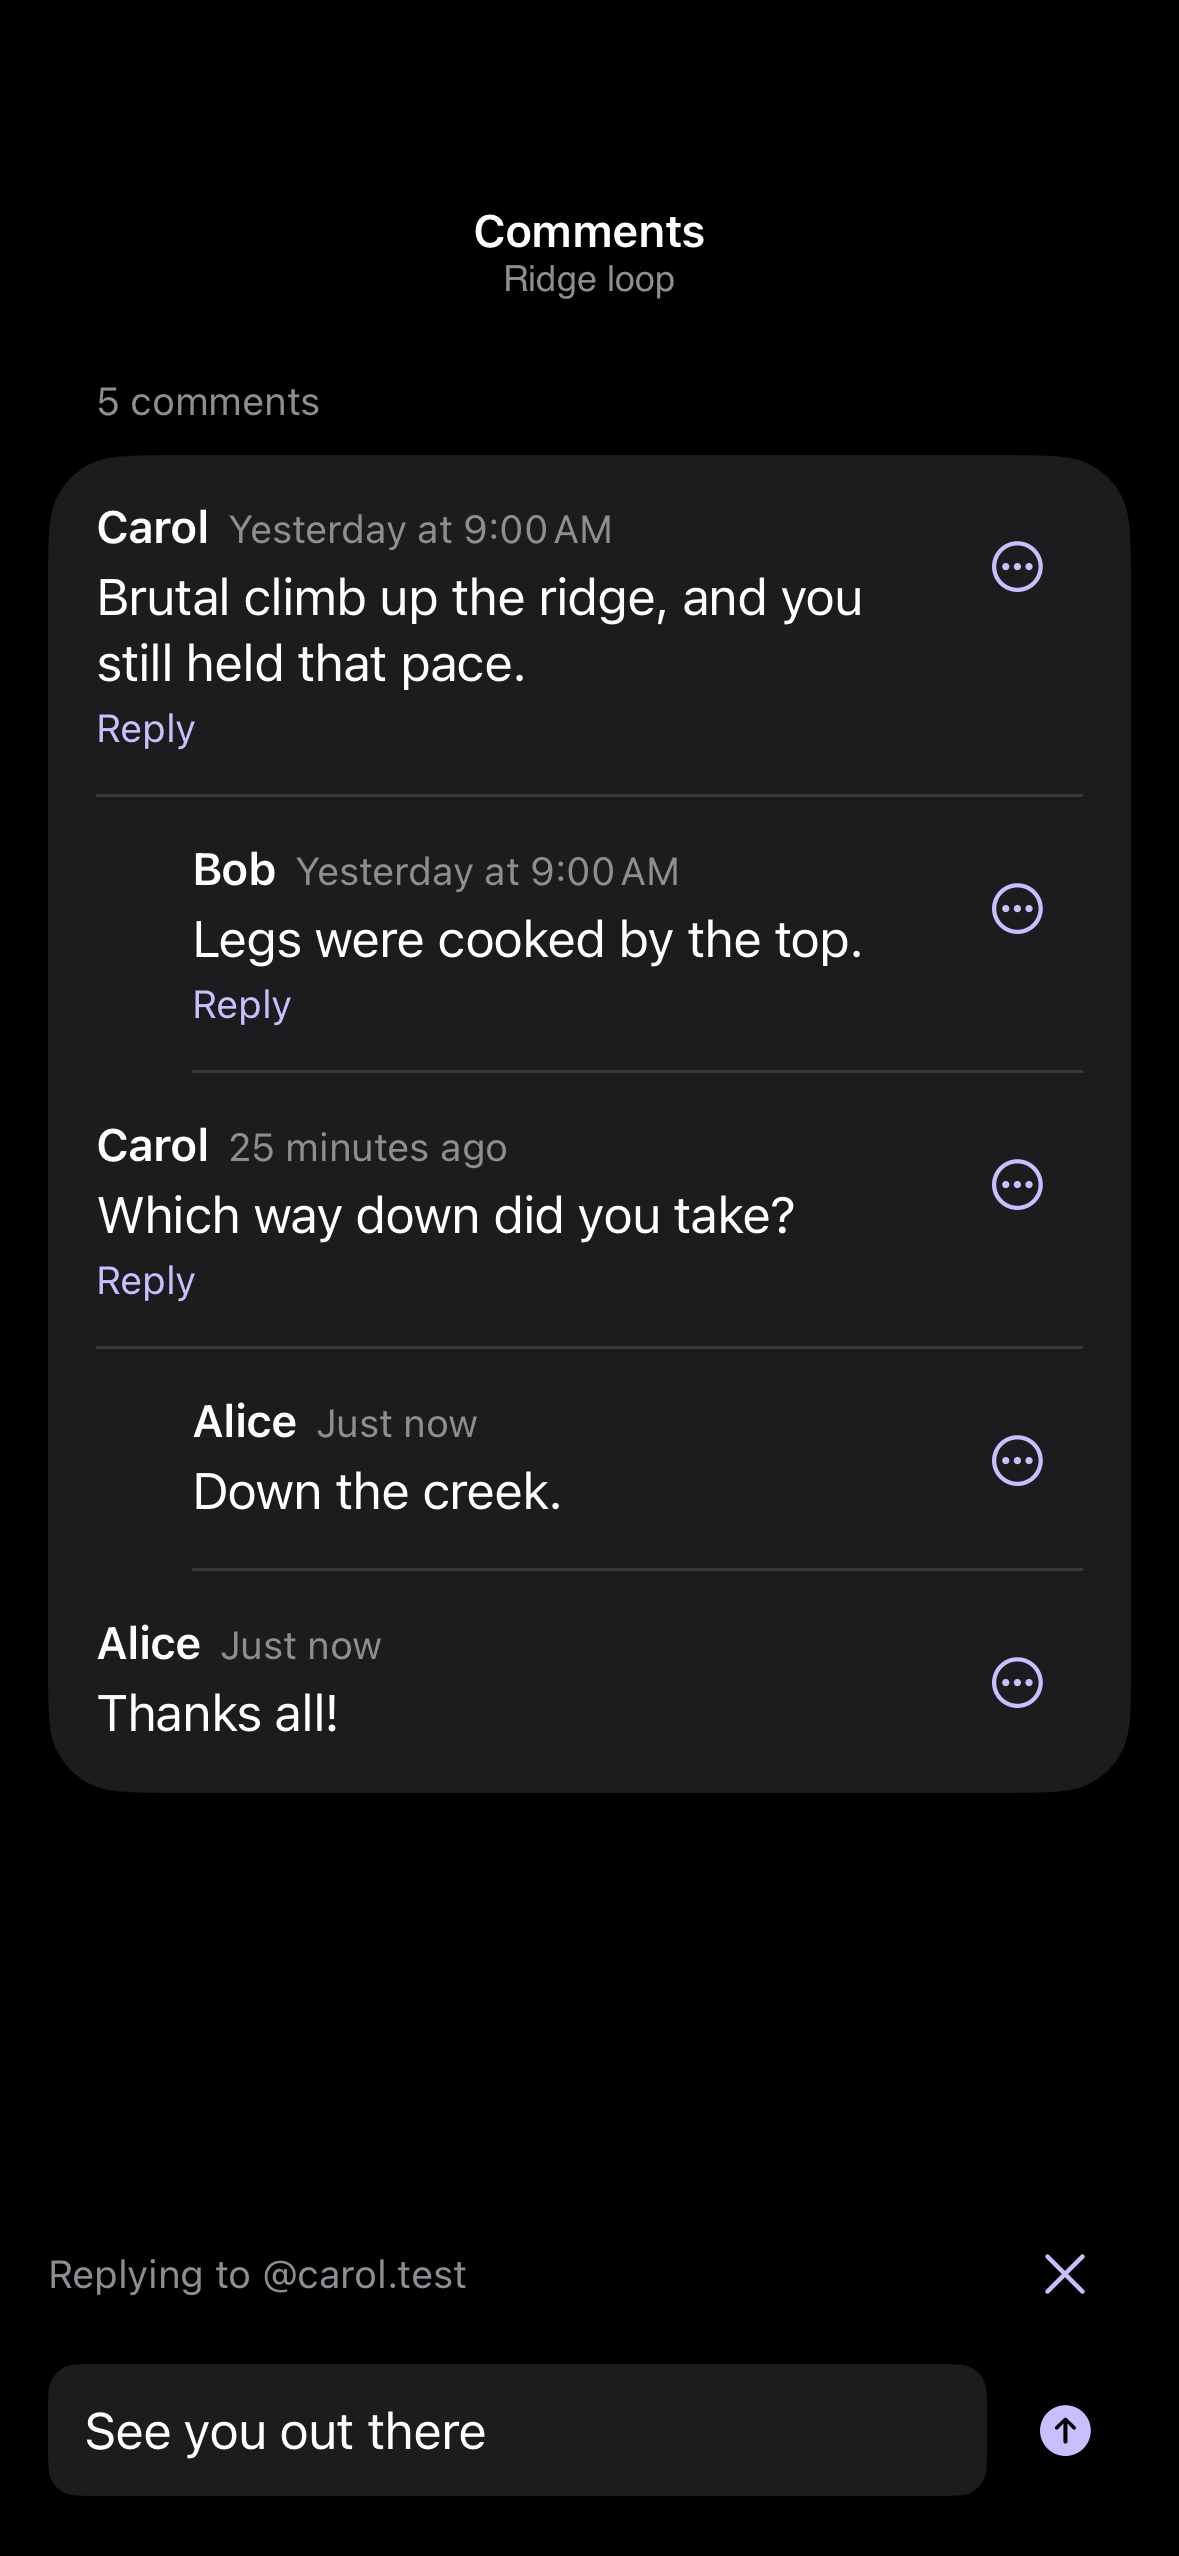 Comments
Ridge loop
5 comments
Carol Yesterday at 9:00 AM
Brutal climb up the ridge, and you
still held that pace.
Reply
Bob Yesterday at 9:00 AM
Legs were cooked by the top.
Reply
Carol 25 minutes ago
Which way down did you take?
Reply
Alice Just now
Down the creek.
Alice Just now
Thanks all!
Replying to @carol.test
See you out there